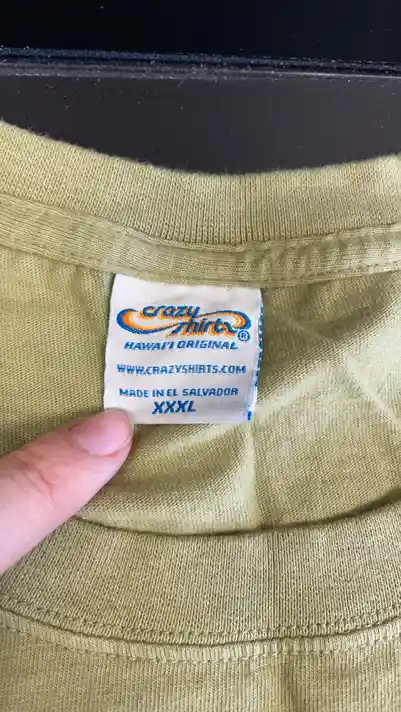 crazy
shirts®
HAWAI'I ORIGINAL
WWW.CRAZYSHIRTS.COM
MADE IN EL SALVADOR
XXXL